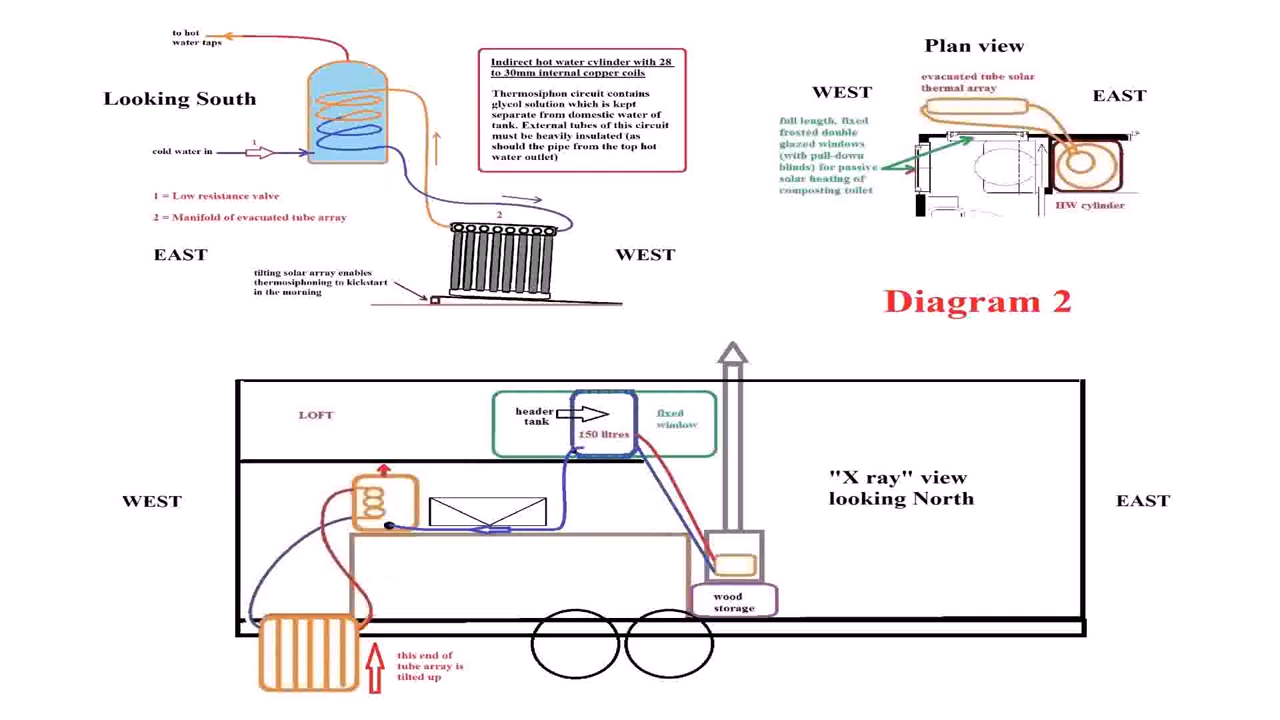 to hot
water taps
Looking South
cold water in
1
1 = Low resistance valve
2 = Manifold of evacuated tube array
EAST
WEST
2
tilting solar array enables
thermosiphoning to kickstart
in the morning
Indirect hot water cylinder with 28
to 30mm internal copper coils
Thermosiphon circuit contains
glycol solution which is kept
separate from domestic water of
tank. External tubes of this circuit
must be heavily insulated (as
should the pipe from the top hot
water outlet)
Plan view
evacuated tube solar
thermal array
WEST
EAST
full length, fixed
frosted double
glazed windows
(with pull-down
blinds) for passive
solar heating of
composting toilet
HW cylinder
Diagram 2
LOFT
header
tank
150 litres
fixed
window
WEST
"X ray" view
looking North
EAST
wood
storage
this end of
tube array is
tilted up